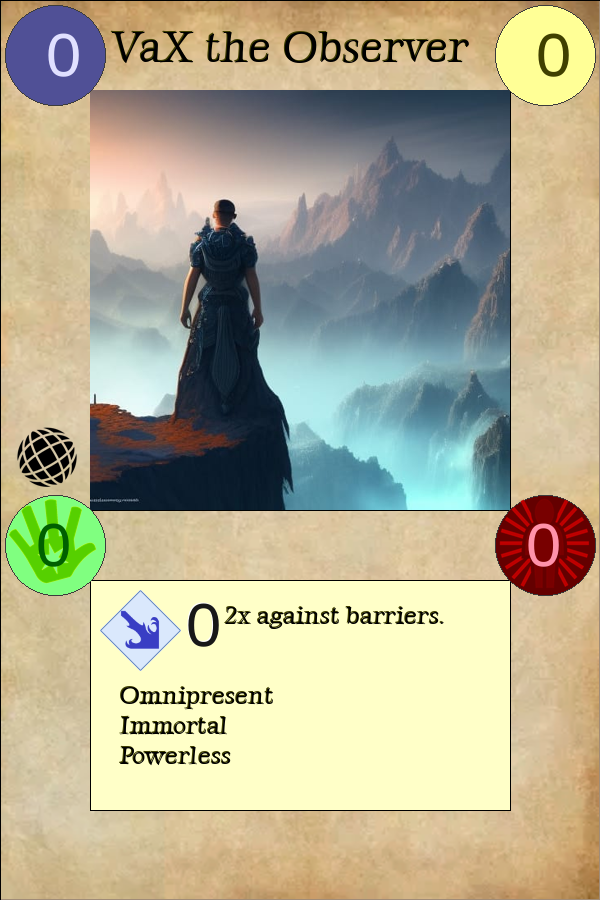 0 VaX the Observer 0
0 0
0 2x against barriers.
Omnipresent
Immortal
Powerless